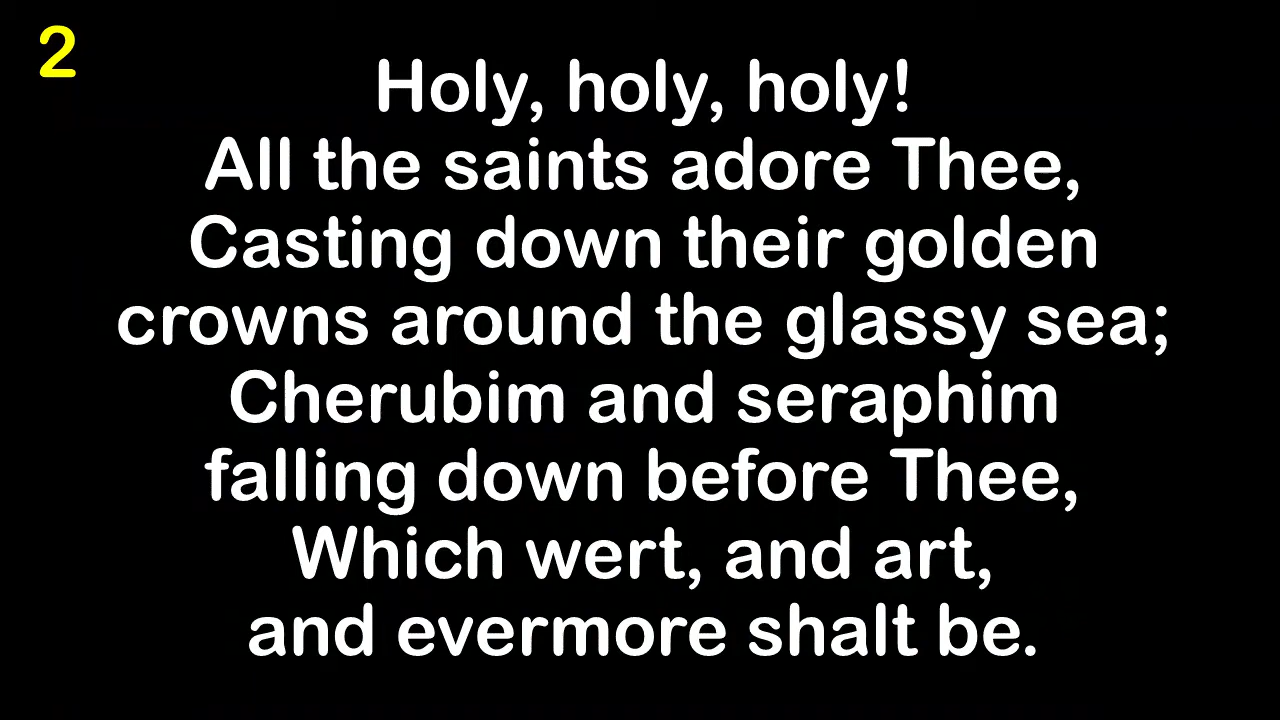 2
Holy, holy, holy!
All the saints adore Thee,
Casting down their golden
crowns around the glassy sea;
Cherubim and seraphim
falling down before Thee,
Which wert, and art,
and evermore shalt be.